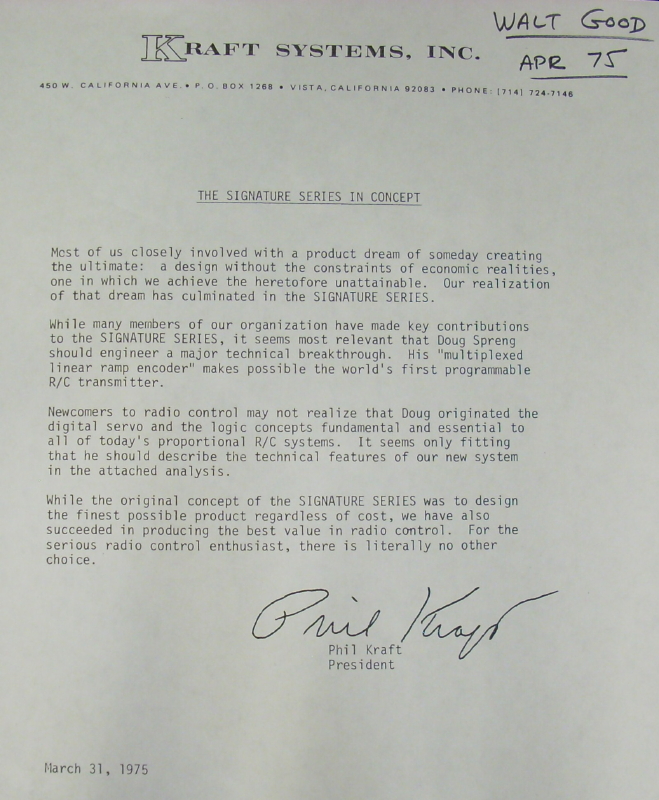 WALT GOOD
APR 75
KRAFT SYSTEMS, INC.
450 W. CALIFORNIA AVE. • P.O. BOX 1268 • VISTA, CALIFORNIA 92083 • PHONE: (714) 724-7146
THE SIGNATURE SERIES IN CONCEPT
Most of us closely involved with a product dream of someday creating
the ultimate: a design without the constraints of economic realities,
one in which we achieve the heretofore unattainable. Our realization
of that dream has culminated in the SIGNATURE SERIES.
While many members of our organization have made key contributions
to the SIGNATURE SERIES, it seems most relevant that Doug Spreng
should engineer a major technical breakthrough. His "multiplexed
linear ramp encoder" makes possible the world's first programmable
R/C transmitter.
Newcomers to radio control may not realize that Doug originated the
digital servo and the logic concepts fundamental and essential to
all of today's proportional R/C systems. It seems only fitting
that he should describe the technical features of our new system
in the attached analysis.
While the original concept of the SIGNATURE SERIES was to design
the finest possible product regardless of cost, we have also
succeeded in producing the best value in radio control. For the
serious radio control enthusiast, there is literally no other
choice.
Phil Kraft
Phil Kraft
President
March 31, 1975